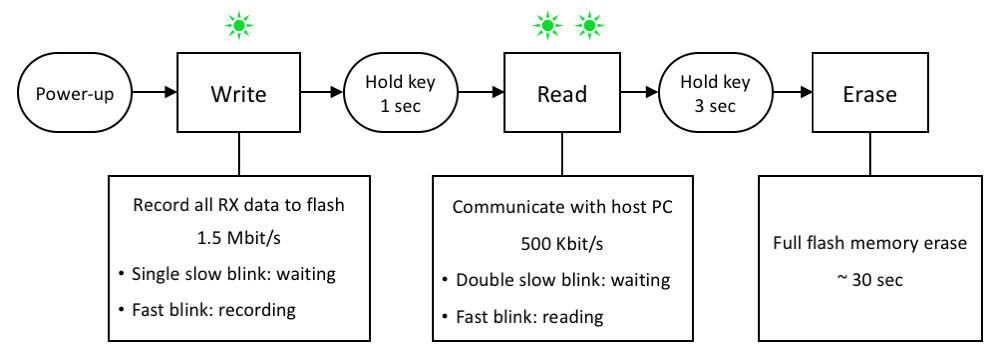 Power-up
Write
Hold key
1 sec
Read
Hold key
3 sec
Erase
Record all RX data to flash
1.5 Mbit/s
• Single slow blink: waiting
• Fast blink: recording
Communicate with host PC
500 Kbit/s
• Double slow blink: waiting
• Fast blink: reading
Full flash memory erase
~ 30 sec